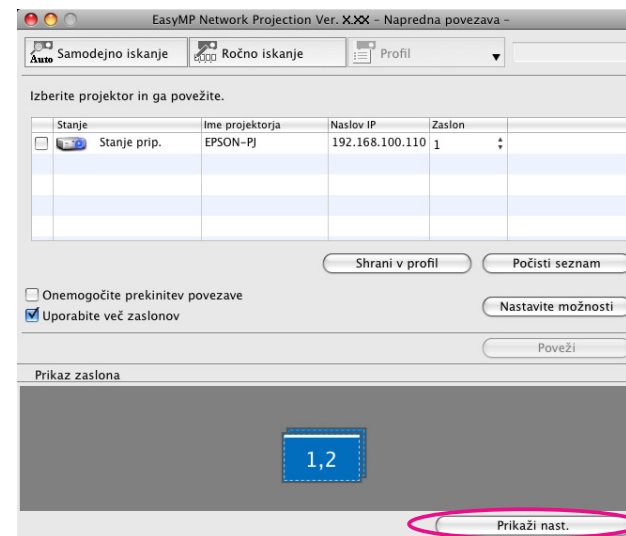 EasyMP Network Projection Ver. X.XX – Napredna povezava –
Auto Samodejno iskanje Ročno iskanje Profil
Izberite projektor in ga povežite.
Stanje Ime projektorja Naslov IP Zaslon
Stanje prip. EPSON-PJ 192.168.100.110 1
Shrani v profil Počisti seznam
Onemogočite prekinitev povezave
Uporabite več zaslonov
Nastavite možnosti
Poveži
Prikaz zaslona
1,2
Prikaži nast.